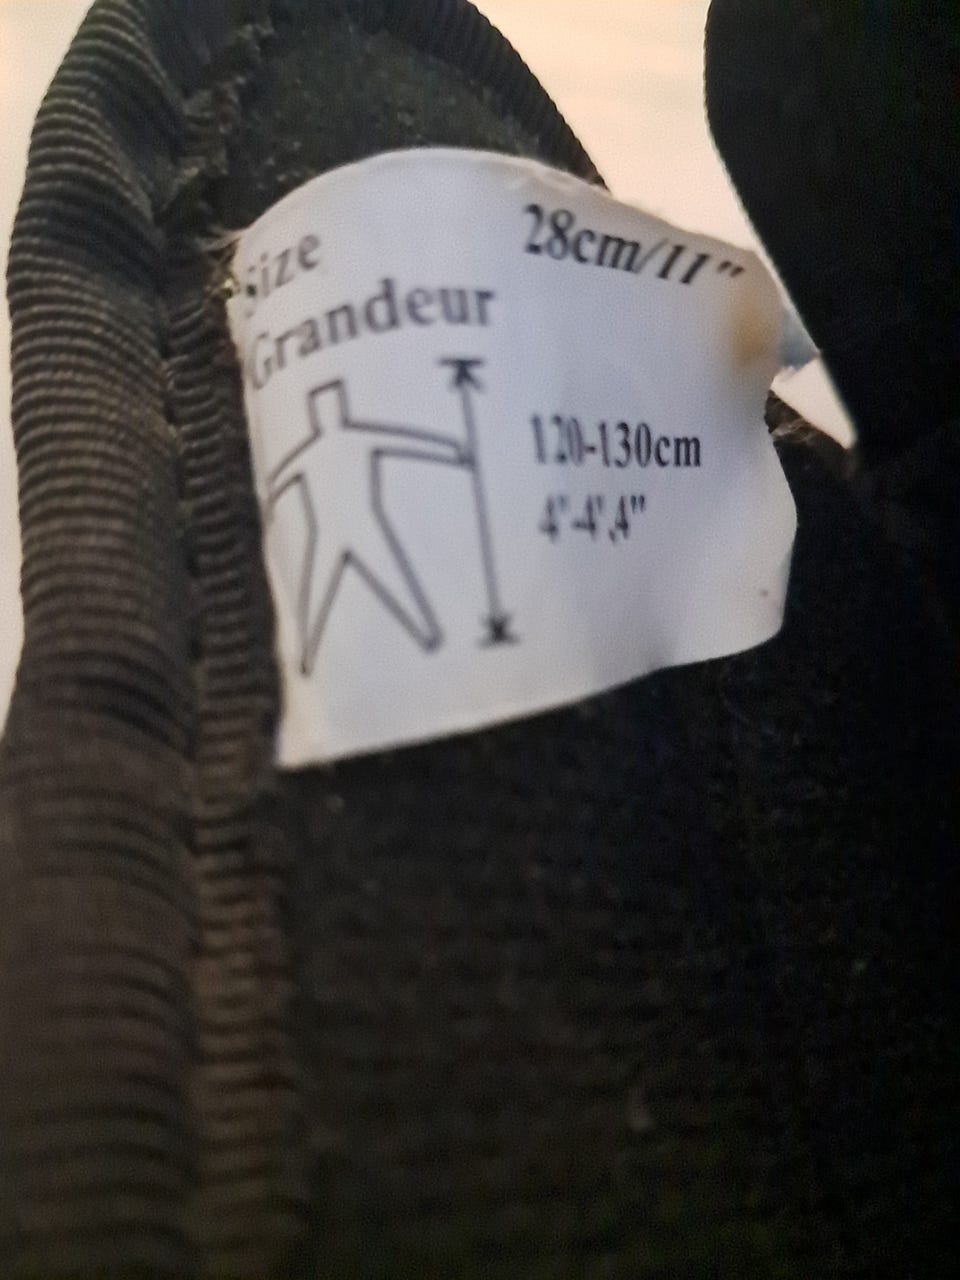 Size
Grandeur
28cm/11"
120-130cm
4'-4',4"